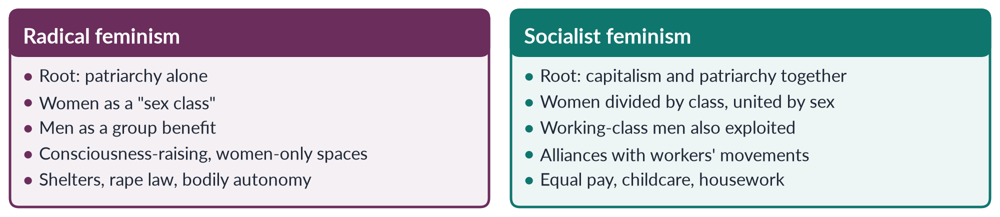 Radical feminism
• Root: patriarchy alone
• Women as a "sex class"
• Men as a group benefit
• Consciousness-raising, women-only spaces
• Shelters, rape law, bodily autonomy
Socialist feminism
• Root: capitalism and patriarchy together
• Women divided by class, united by sex
• Working-class men also exploited
• Alliances with workers' movements
• Equal pay, childcare, housework